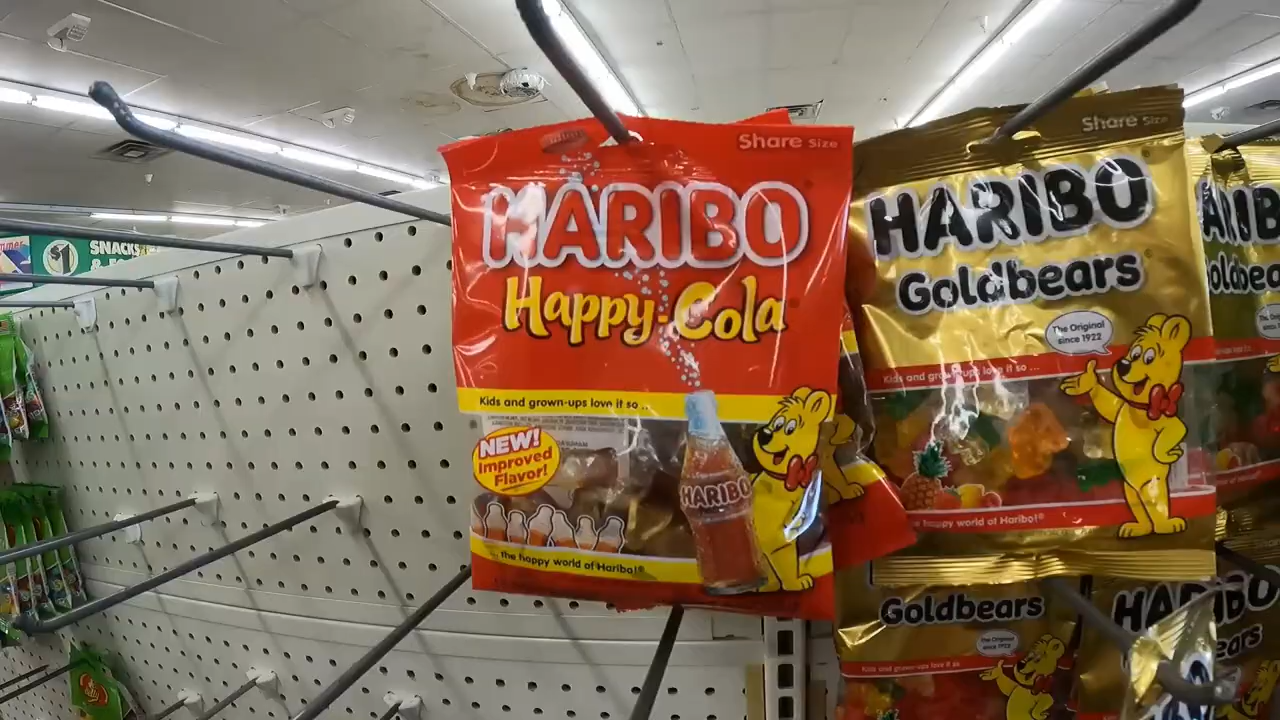 $1 SNACKS
Share Size
HARIBO
Happy-Cola
Kids and grown-ups love it so ...
NEW!
Improved
Flavor!
HARIBO
... the happy world of Haribo!®
Share Size
HARIBO
Goldbears
The Original
since 1922
Kids and grown-ups love it so ...
the happy world of Haribo!®
Goldbears
The Original
since 1922
Kids and grown-ups love it so ...
HARIBO